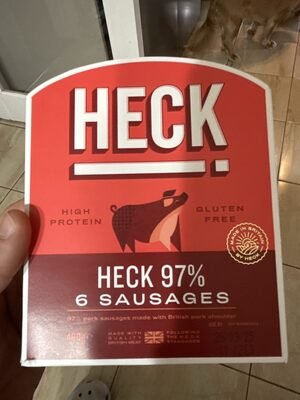 HECK
HIGH
PROTEIN
GLUTEN
FREE
MADE IN BRITAIN
BY HECK
HECK 97%
6 SAUSAGES
97% pork sausages made with British pork shoulder
MADE WITH
QUALITY
BRITISH MEAT
FOLLOWING
THE HECK
STANDARDS